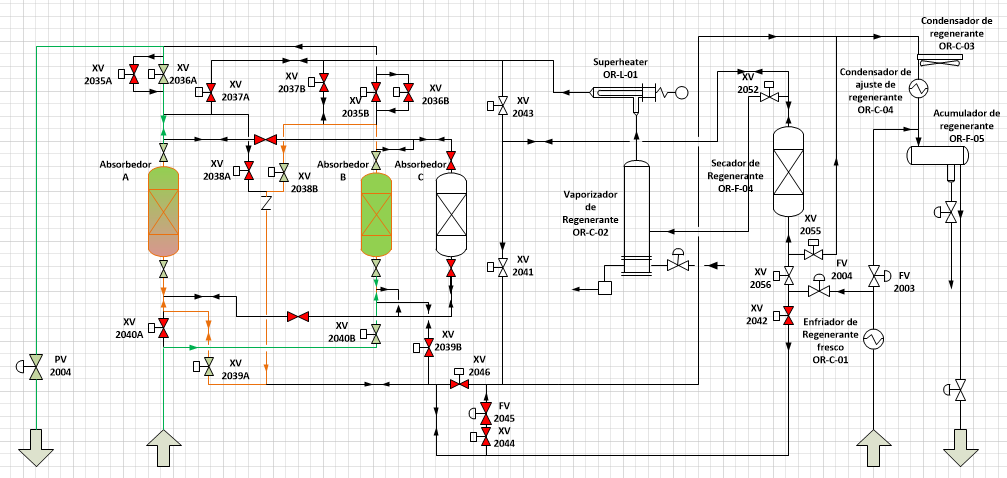 Condensador de
regenerante
OR-C-03
XV
2035A
XV
2036A
XV
2037A
XV
2037B
XV
2035B
XV
2036B
Superheater
OR-L-01
XV
2043
XV
2052
Condensador de
ajuste de
regenerante
OR-C-04
Acumulador de
regenerante
OR-F-05
Absorbedor
A
XV
2038A
XV
2038B
Absorbedor
B
Absorbedor
C
Vaporizador
de
Regenerante
OR-C-02
Secador de
Regenerante
OR-F-04
XV
2055
XV
2041
XV
2056
FV
2004
FV
2003
XV
2042
XV
2040A
XV
2040B
XV
2039B
Enfriador de
Regenerante
fresco
OR-C-01
PV
2004
XV
2039A
XV
2046
FV
2045
XV
2044